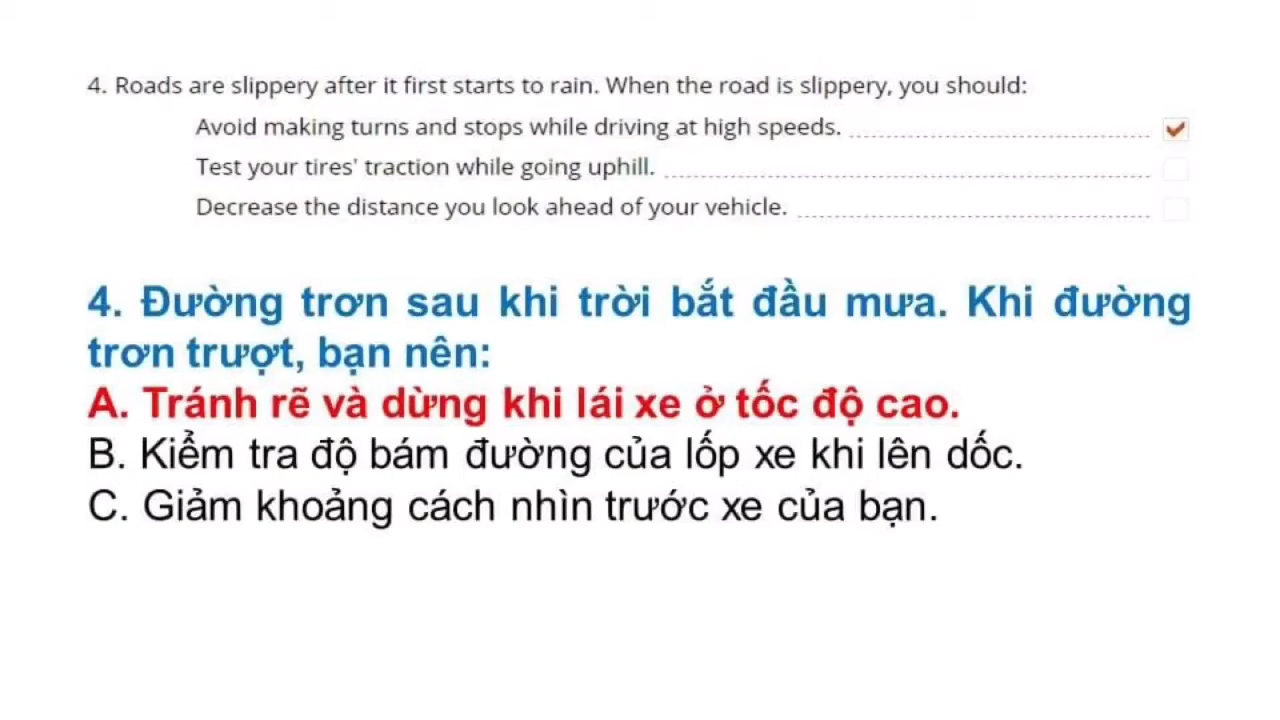 4. Roads are slippery after it first starts to rain. When the road is slippery, you should:
Avoid making turns and stops while driving at high speeds.
Test your tires' traction while going uphill.
Decrease the distance you look ahead of your vehicle.
4. Đường trơn sau khi trời bắt đầu mưa. Khi đường
trơn trượt, bạn nên:
A. Tránh rẽ và dừng khi lái xe ở tốc độ cao.
B. Kiểm tra độ bám đường của lốp xe khi lên dốc.
C. Giảm khoảng cách nhìn trước xe của bạn.